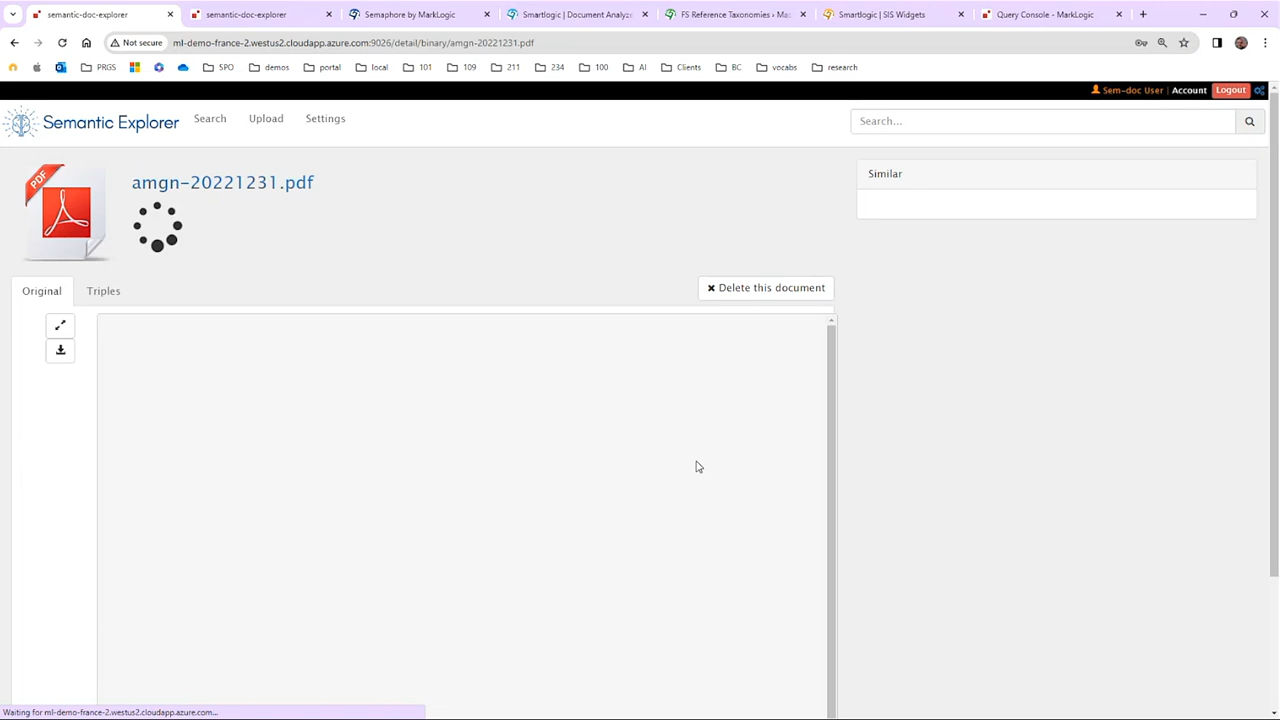 semantic-doc-explorer
semantic-doc-explorer
Semaphore by MarkLogic
Smartlogic | Document Analyze
FS Reference Taxonomies › Ma
Smartlogic | SIS Widgets
Query Console - MarkLogic
Not secure
ml-demo-france-2.westus2.cloudapp.azure.com:9026/detail/binary/amgn-20221231.pdf
PRGS
SPO
demos
portal
local
101
109
211
234
100
AI
Clients
BC
vocabs
research
Sem-doc User
Account
Logout
Semantic Explorer
Search
Upload
Settings
Search...
PDF
amgn-20221231.pdf
Similar
Original
Triples
Delete this document
Waiting for ml-demo-france-2.westus2.cloudapp.azure.com...